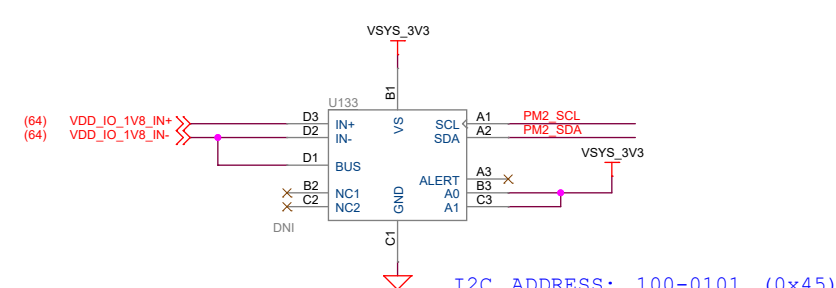 VSYS_3V3
B1
U133
(64) VDD_IO_1V8_IN+ D3 IN+ VS SCL A1 PM2_SCL
(64) VDD_IO_1V8_IN- D2 IN- SDA A2 PM2_SDA
VSYS_3V3
D1 BUS
ALERT A3
B2 NC1 A0 B3
C2 NC2 GND A1 C3
DNI
C1
I2C ADDRESS: 100-0101 (0x45)